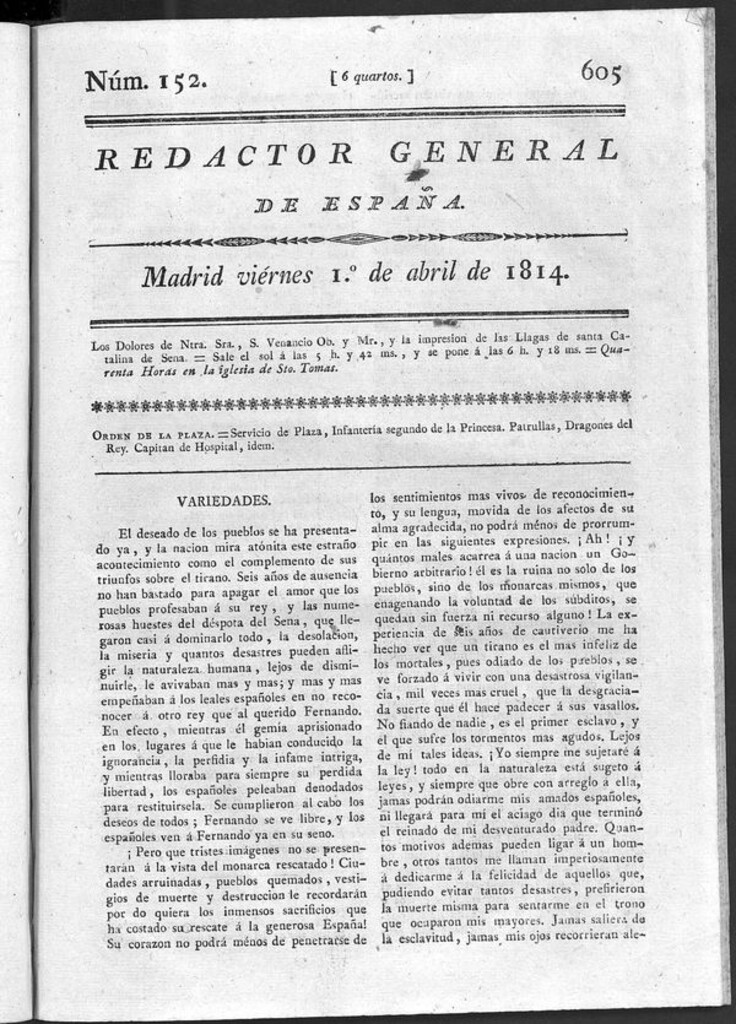 Núm. 152.
[ 6 quartos. ]
605
REDACTOR GENERAL
DE ESPAÑA.
Madrid viérnes 1.º de abril de 1814.
Los Dolores de Ntra. Sra., S. Venancio Ob. y Mr., y la impresion de las Llagas de santa Ca-
talina de Sena. = Sale el sol á las 5 h. y 42 ms., y se pone á las 6 h. y 18 ms. = Qua-
renta Horas en la iglesia de Sto. Tomas.
ORDEN DE LA PLAZA. = Servicio de Plaza, Infantería segundo de la Princesa. Patrullas, Dragones del
Rey. Capitan de Hospital, idem.
VARIEDADES.
El deseado de los pueblos se ha presenta-
do ya, y la nacion mira atónita este estraño
acontecimiento como el complemento de sus
triunfos sobre el tirano. Seis años de ausencia
no han bastado para apagar el amor que los
pueblos profesaban á su rey, y las nume-
rosas huestes del déspota del Sena, que lle-
garon casi á dominarlo todo, la desolacion,
la miseria y quantos desastres pueden afli-
gir la naturaleza humana, lejos de dismi-
nuirle, le avivaban mas y mas; y mas y mas
empeñaban á los leales españoles en no reco-
nocer á otro rey que al querido Fernando.
En efecto, mientras él gemia aprisionado
en los lugares á que le habian conducido la
ignorancia, la perfidia y la infame intriga,
y mientras lloraba para siempre su perdida
libertad, los españoles peleaban denodados
para restituirsela. Se cumplieron al cabo los
deseos de todos; Fernando se ve libre, y los
españoles ven á Fernando ya en su seno.
¡Pero que tristes imágenes no se presen-
tarán á la vista del monarca rescatado! Ciu-
dades arruinadas, pueblos quemados, vesti-
gios de muerte y destruccion le recordarán
por do quiera los inmensos sacrificios que
ha costado su rescate á la generosa España!
Su corazon no podrá ménos de penetrarse de
los sentimientos mas vivos de reconocimien-
to, y su lengua, movida de los afectos de su
alma agradecida, no podrá ménos de prorrum-
pir en las siguientes expresiones. ¡Ah! ¡y
quántos males acarrea á una nacion un Go-
bierno arbitrario! él es la ruina no solo de los
pueblos, sino de los monarcas mismos, que
enagenando la voluntad de los súbditos, se
quedan sin fuerza ni recurso alguno! La ex-
periencia de seis años de cautiverio me ha
hecho ver que un tirano es el mas infeliz de
los mortales, pues odiado de los pueblos, se
ve forzado á vivir con una desastrosa vigilan-
cia, mil veces mas cruel, que la desgracia-
da suerte que él hace padecer á sus vasallos.
No fiando de nadie, es el primer esclavo, y
el que sufre los tormentos mas agudos. Lejos
de mí tales ideas. ¡Yo siempre me sujetaré á
la ley! todo en la naturaleza está sugeto á
leyes, y siempre que obre con arreglo á ella,
jamas podrán odiarme mis amados españoles,
ni llegará para mí el aciago dia que terminó
el reinado de mi desventurado padre. Quan-
tos motivos ademas pueden ligar á un hom-
bre, otros tantos me llaman imperiosamente
á dedicarme á la felicidad de aquellos que,
pudiendo evitar tantos desastres, prefirieron
la muerte misma para sentarme en el trono
que ocuparon mis mayores. Jamas saliera de
la esclavitud, jamas mis ojos recorrieran ale-